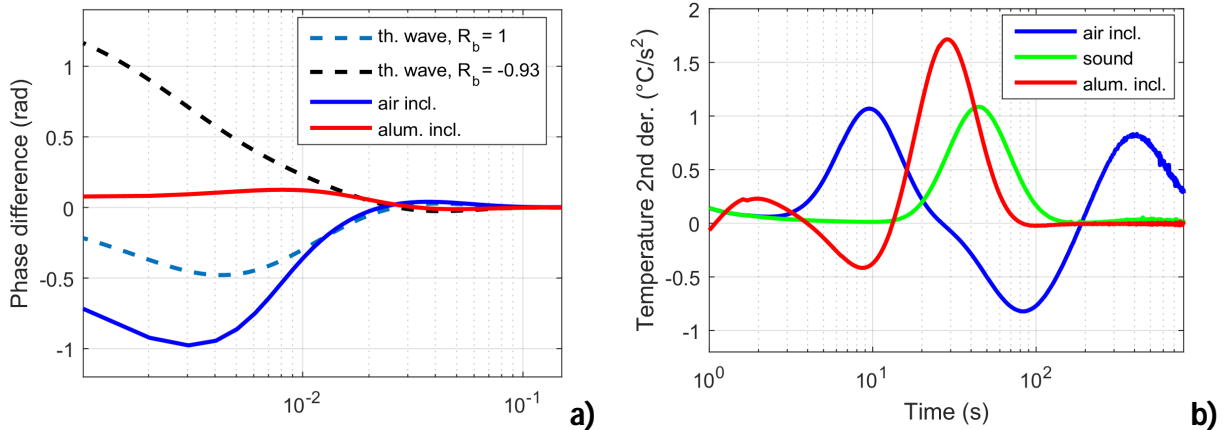 Phase difference (rad)
1
0.5
0
-0.5
-1
10^-2
10^-1
th. wave, R_b = 1
th. wave, R_b = -0.93
air incl.
alum. incl.
a)
Temperature 2nd der. (°C/s^2)
2
1.5
1
0.5
0
-0.5
-1
10^0
10^1
10^2
Time (s)
air incl.
sound
alum. incl.
b)